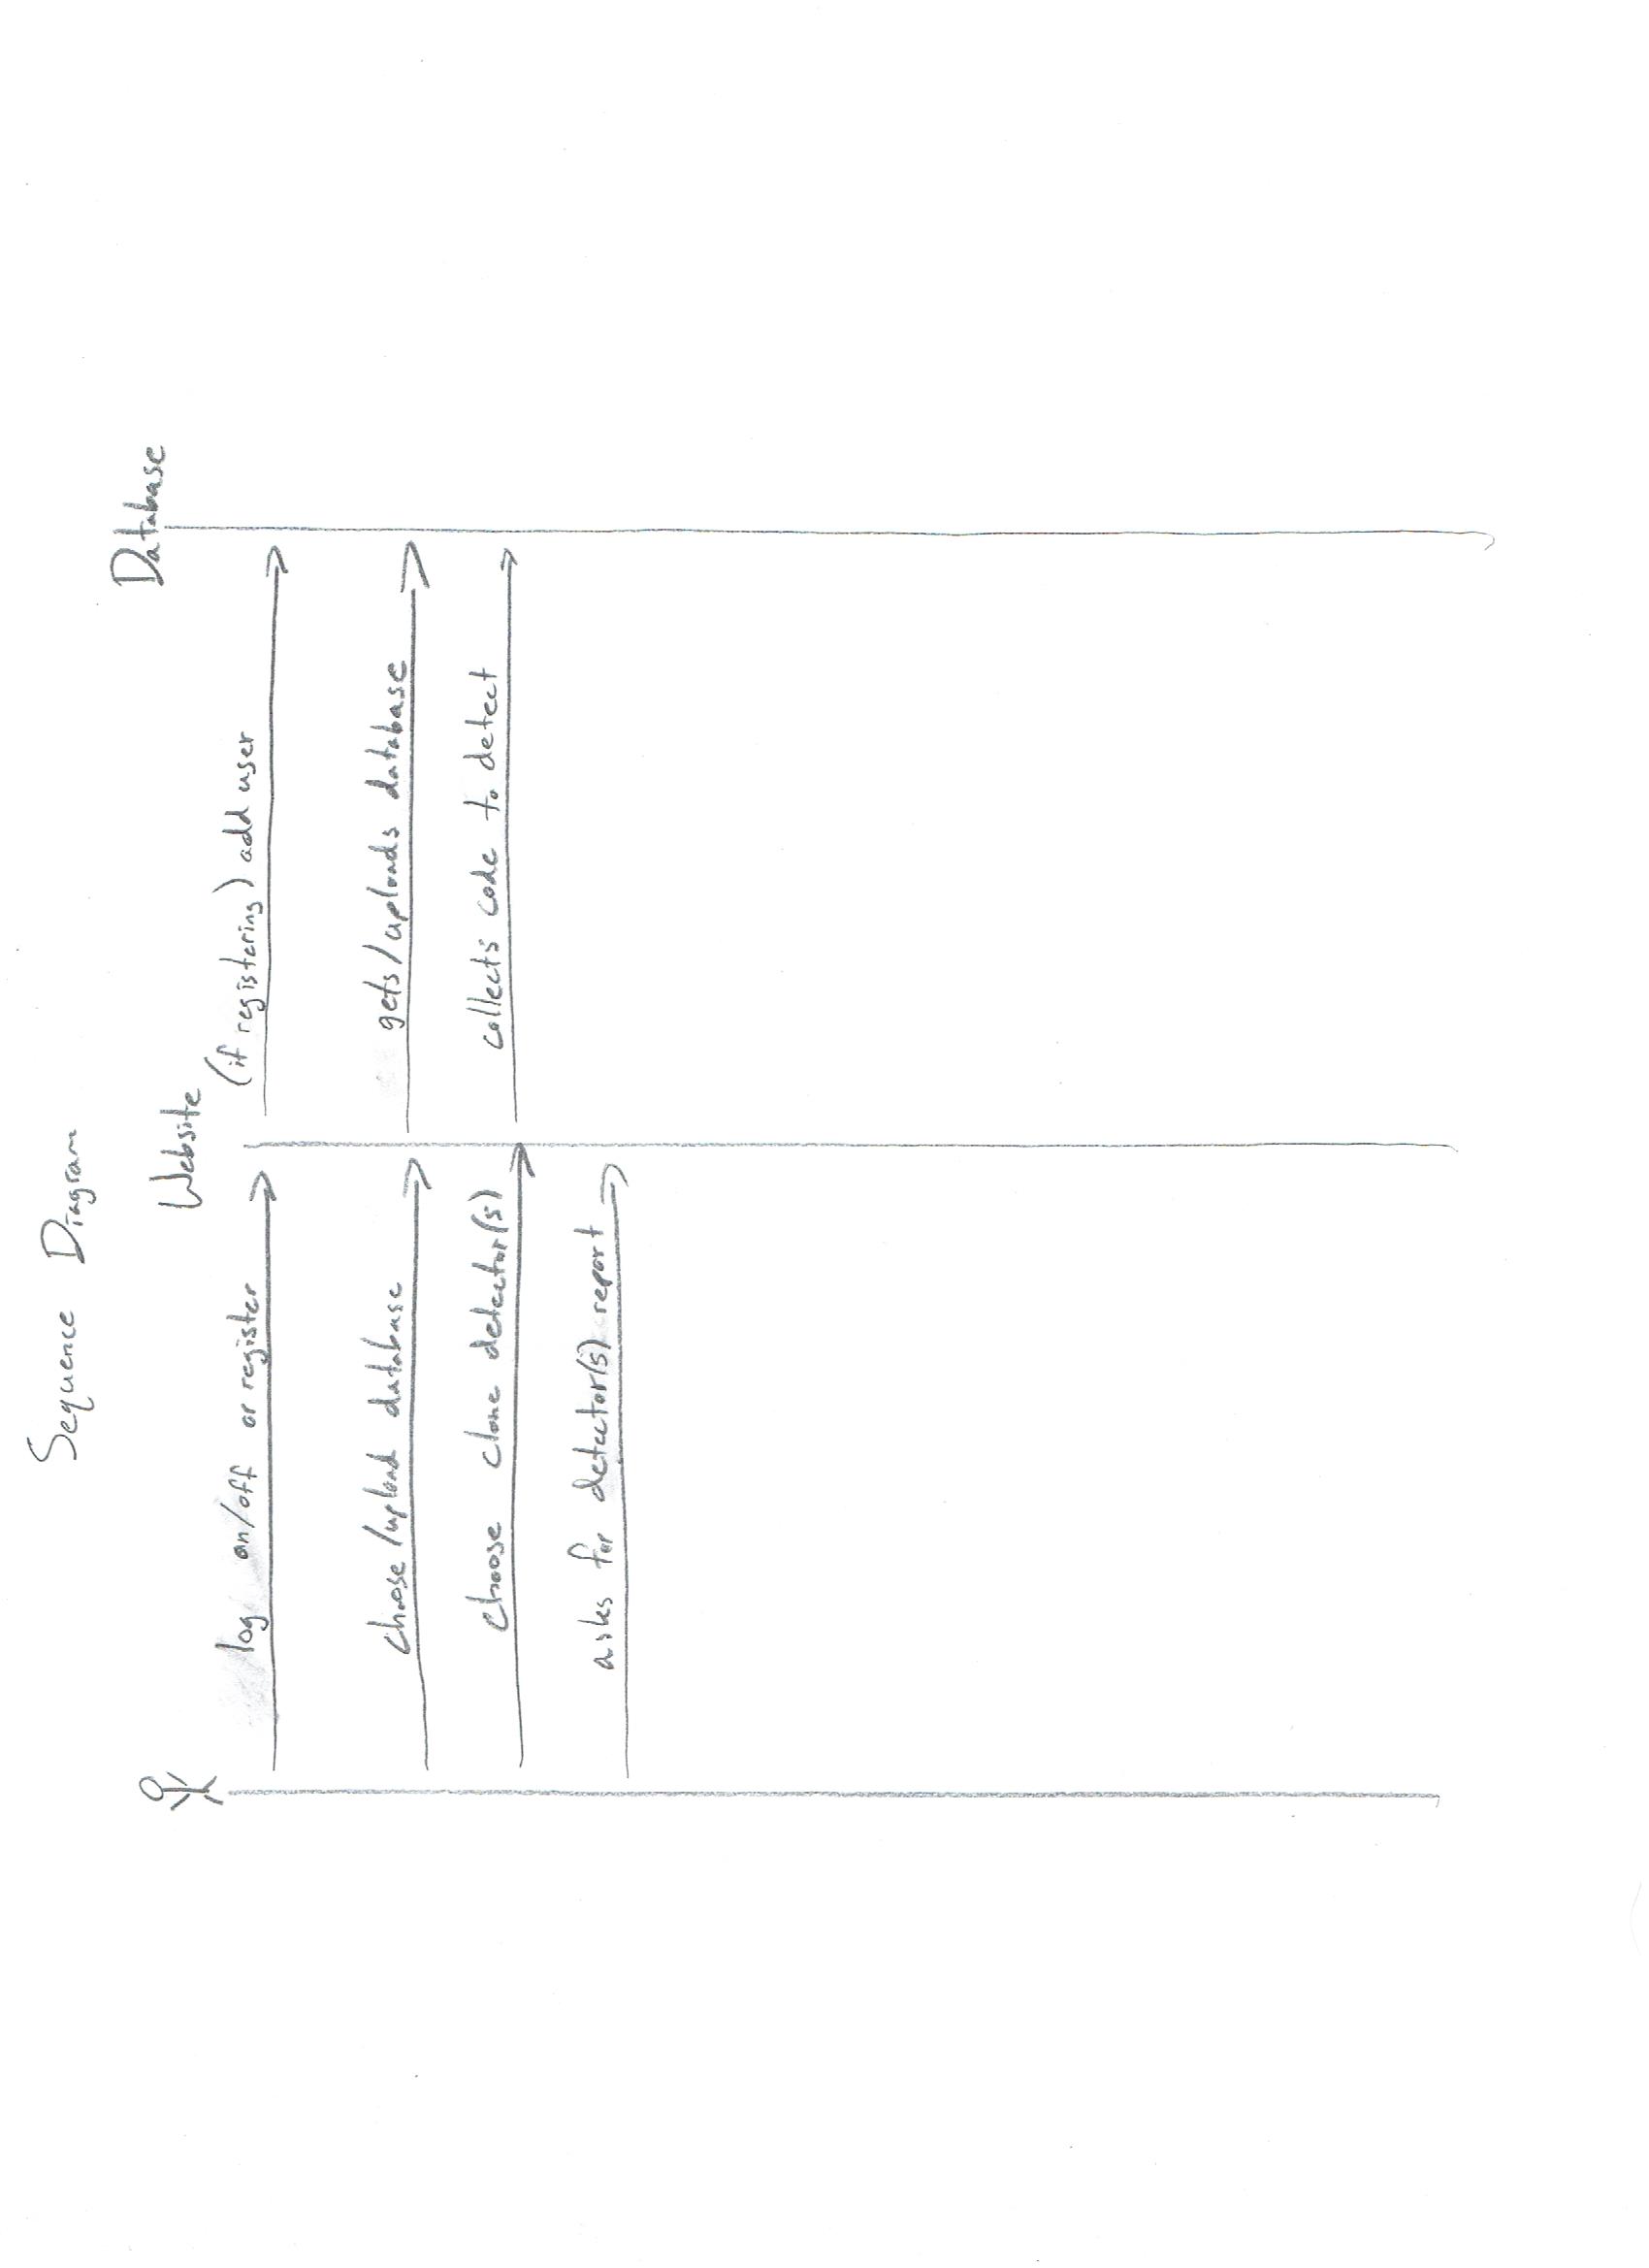 Sequence Diagram
Website
Database
log on/off or register
(if registering) add user
choose/upload database
gets/uploads database
choose clone detector(s)
collects code to detect
asks for detector(s) report